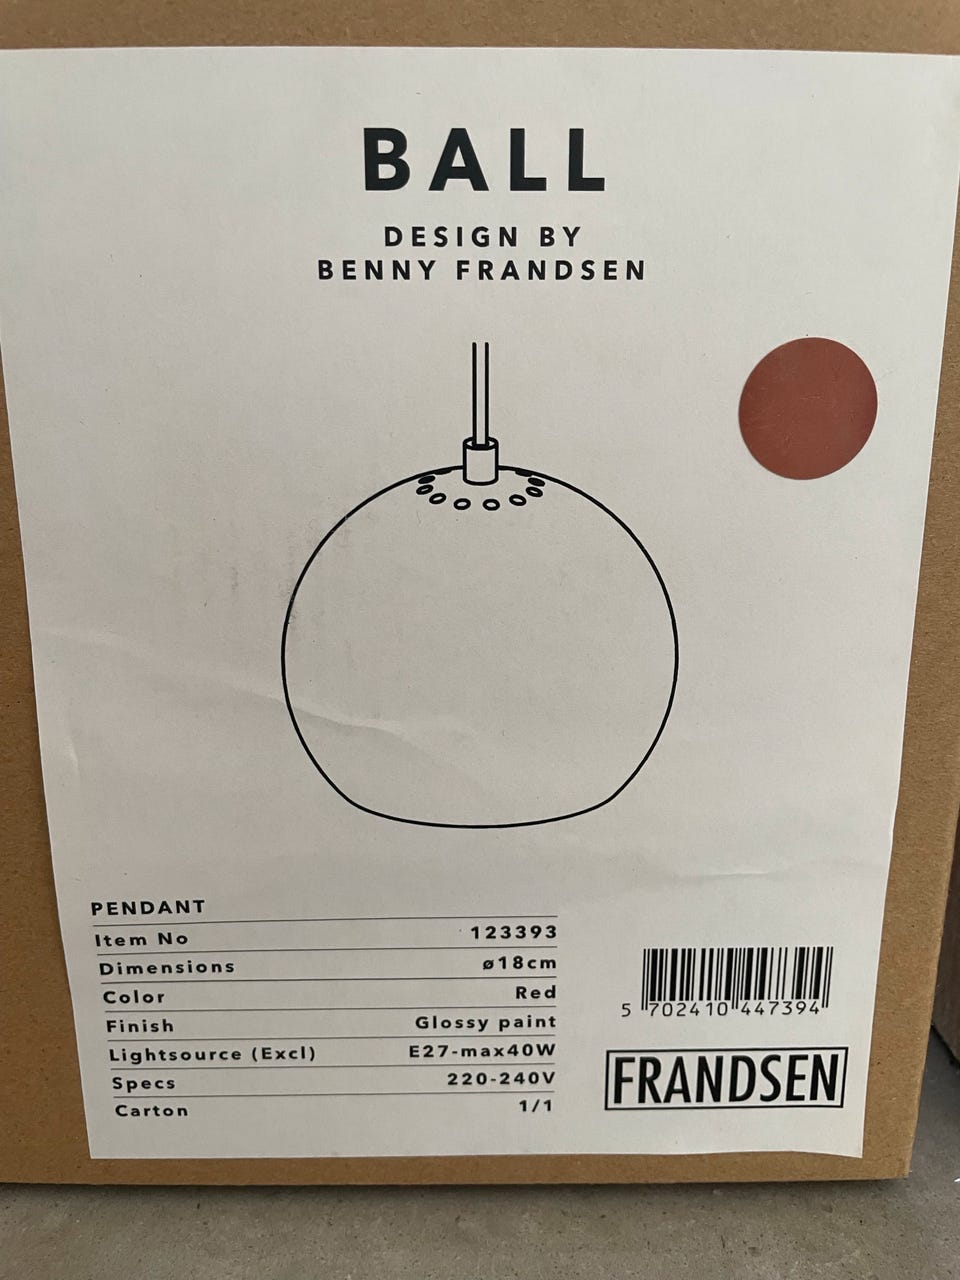 BALL
DESIGN BY
BENNY FRANDSEN
PENDANT
Item No 123393
Dimensions ø18cm
Color Red
Finish Glossy paint
Lightsource (Excl) E27-max40W
Specs 220-240V
Carton 1/1
5 702410 447394
FRANDSEN